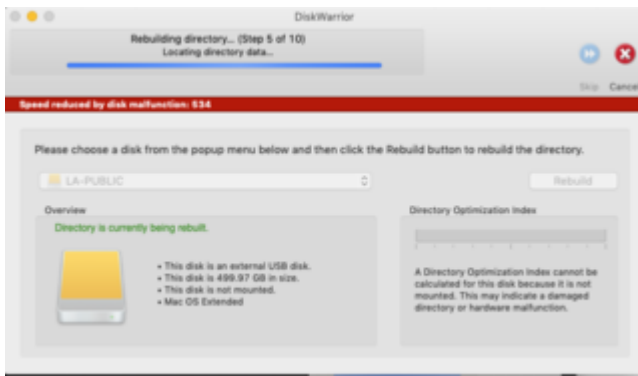 DiskWarrior
Rebuilding directory... (Step 5 of 10)
Locating directory data...
Skip Cancel
Speed reduced by disk malfunction: 534
Please choose a disk from the popup menu below and then click the Rebuild button to rebuild the directory.
LA-PUBLIC
Rebuild
Overview
Directory is currently being rebuilt.
• This disk is an external USB disk.
• This disk is 499.97 GB in size.
• This disk is not mounted.
• Mac OS Extended
Directory Optimization Index
A Directory Optimization Index cannot be
calculated for this disk because it is not
mounted. This may indicate a damaged
directory or hardware malfunction.